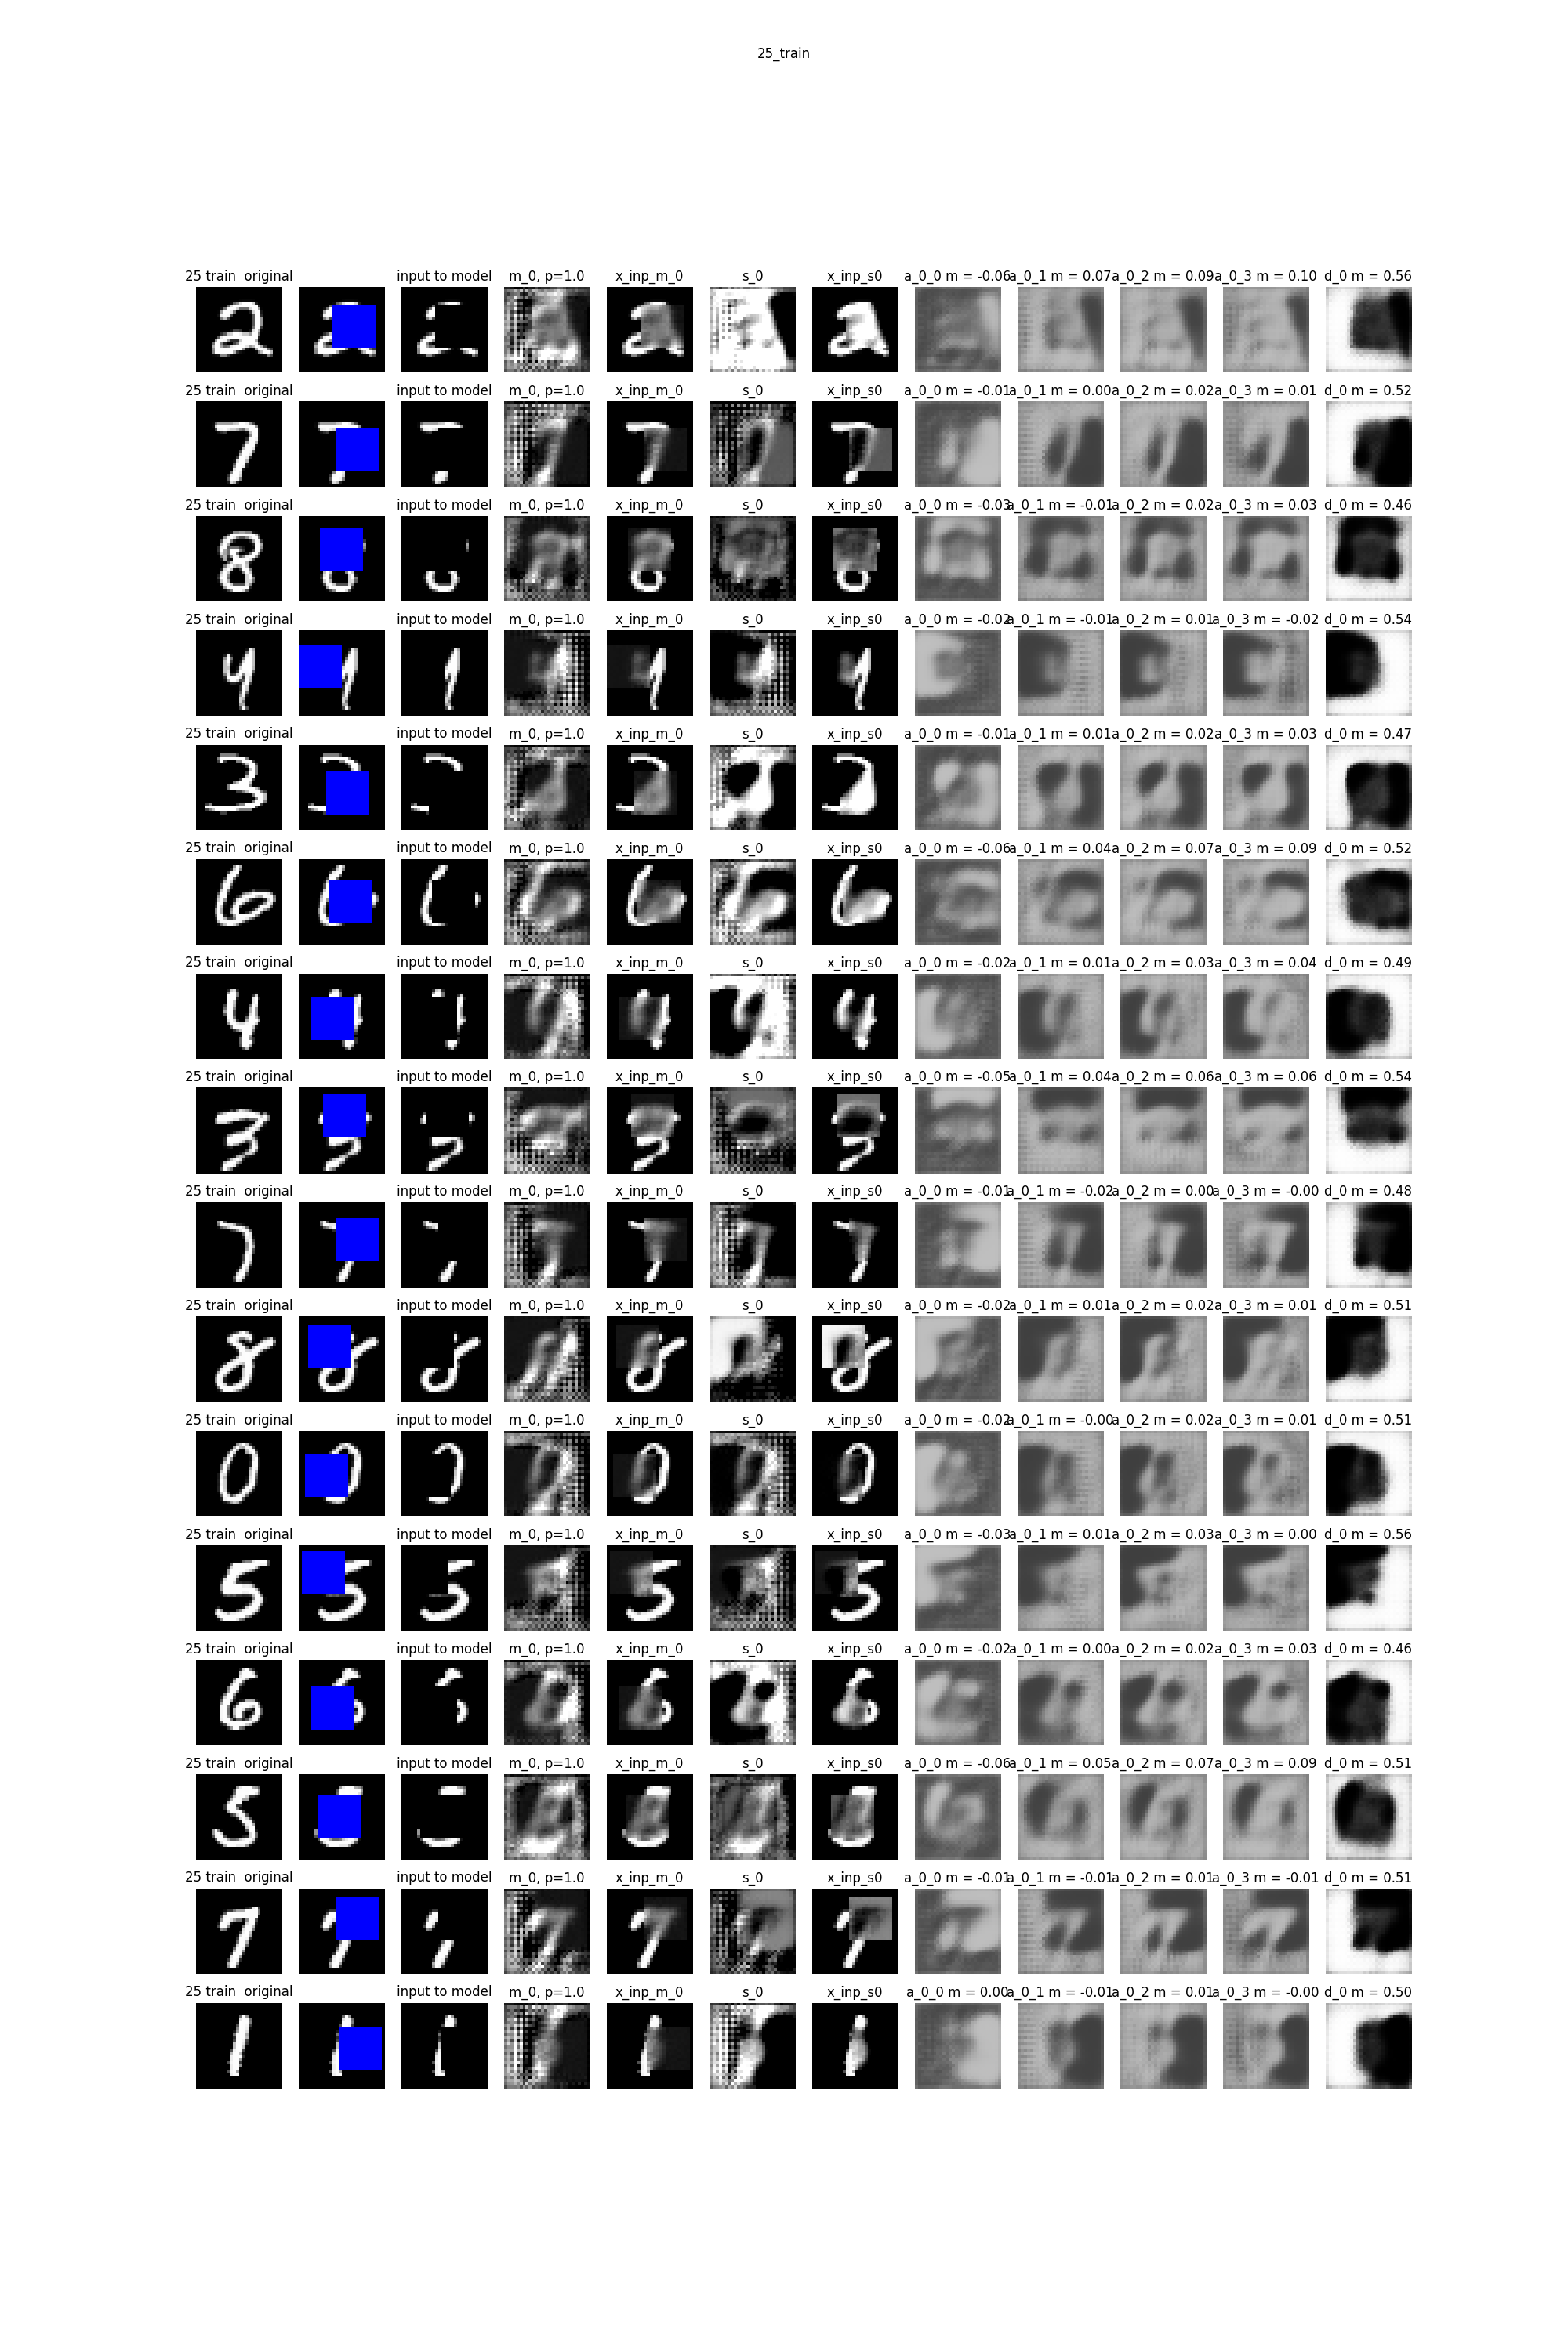 25_train
25 train  original input to model m_0, p=1.0 x_inp_m_0 s_0 x_inp_s0 a_0_0 m = -0.06 a_0_1 m = 0.07 a_0_2 m = 0.09 a_0_3 m = 0.10 d_0 m = 0.56
25 train  original input to model m_0, p=1.0 x_inp_m_0 s_0 x_inp_s0 a_0_0 m = -0.01 a_0_1 m = 0.00 a_0_2 m = 0.02 a_0_3 m = 0.01 d_0 m = 0.52
25 train  original input to model m_0, p=1.0 x_inp_m_0 s_0 x_inp_s0 a_0_0 m = -0.03 a_0_1 m = -0.01 a_0_2 m = 0.02 a_0_3 m = 0.03 d_0 m = 0.46
25 train  original input to model m_0, p=1.0 x_inp_m_0 s_0 x_inp_s0 a_0_0 m = -0.02 a_0_1 m = -0.01 a_0_2 m = 0.01 a_0_3 m = -0.02 d_0 m = 0.54
25 train  original input to model m_0, p=1.0 x_inp_m_0 s_0 x_inp_s0 a_0_0 m = -0.01 a_0_1 m = 0.01 a_0_2 m = 0.02 a_0_3 m = 0.03 d_0 m = 0.47
25 train  original input to model m_0, p=1.0 x_inp_m_0 s_0 x_inp_s0 a_0_0 m = -0.06 a_0_1 m = 0.04 a_0_2 m = 0.07 a_0_3 m = 0.09 d_0 m = 0.52
25 train  original input to model m_0, p=1.0 x_inp_m_0 s_0 x_inp_s0 a_0_0 m = -0.02 a_0_1 m = 0.01 a_0_2 m = 0.03 a_0_3 m = 0.04 d_0 m = 0.49
25 train  original input to model m_0, p=1.0 x_inp_m_0 s_0 x_inp_s0 a_0_0 m = -0.05 a_0_1 m = 0.04 a_0_2 m = 0.06 a_0_3 m = 0.06 d_0 m = 0.54
25 train  original input to model m_0, p=1.0 x_inp_m_0 s_0 x_inp_s0 a_0_0 m = -0.01 a_0_1 m = -0.02 a_0_2 m = 0.00 a_0_3 m = -0.00 d_0 m = 0.48
25 train  original input to model m_0, p=1.0 x_inp_m_0 s_0 x_inp_s0 a_0_0 m = -0.02 a_0_1 m = 0.01 a_0_2 m = 0.02 a_0_3 m = 0.01 d_0 m = 0.51
25 train  original input to model m_0, p=1.0 x_inp_m_0 s_0 x_inp_s0 a_0_0 m = -0.02 a_0_1 m = -0.00 a_0_2 m = 0.02 a_0_3 m = 0.01 d_0 m = 0.51
25 train  original input to model m_0, p=1.0 x_inp_m_0 s_0 x_inp_s0 a_0_0 m = -0.03 a_0_1 m = 0.01 a_0_2 m = 0.03 a_0_3 m = 0.00 d_0 m = 0.56
25 train  original input to model m_0, p=1.0 x_inp_m_0 s_0 x_inp_s0 a_0_0 m = -0.02 a_0_1 m = 0.00 a_0_2 m = 0.02 a_0_3 m = 0.03 d_0 m = 0.46
25 train  original input to model m_0, p=1.0 x_inp_m_0 s_0 x_inp_s0 a_0_0 m = -0.06 a_0_1 m = 0.05 a_0_2 m = 0.07 a_0_3 m = 0.09 d_0 m = 0.51
25 train  original input to model m_0, p=1.0 x_inp_m_0 s_0 x_inp_s0 a_0_0 m = -0.01 a_0_1 m = -0.01 a_0_2 m = 0.01 a_0_3 m = -0.01 d_0 m = 0.51
25 train  original input to model m_0, p=1.0 x_inp_m_0 s_0 x_inp_s0 a_0_0 m = 0.00 a_0_1 m = -0.01 a_0_2 m = 0.01 a_0_3 m = -0.00 d_0 m = 0.50